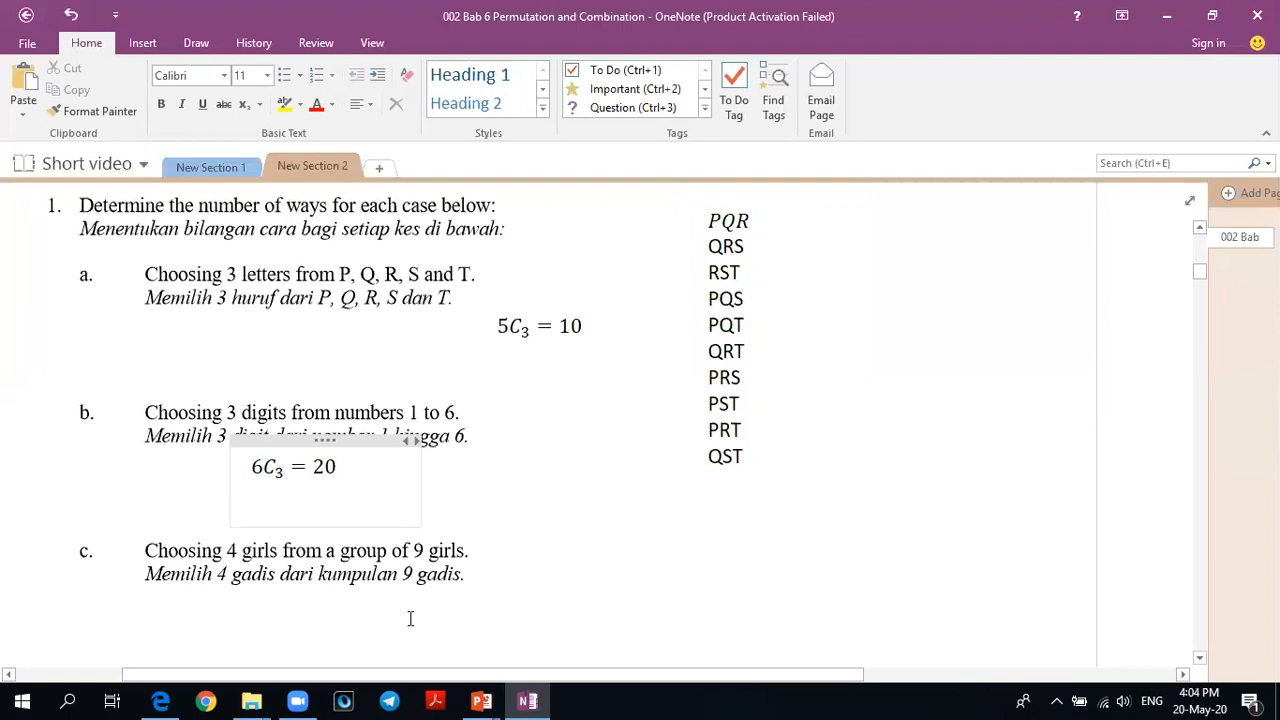 002 Bab 6 Permutation and Combination - OneNote (Product Activation Failed)
File Home Insert Draw History Review View Sign in
Paste
Cut
Copy
Format Painter
Clipboard
Calibri 11
B I U abc
Basic Text
Heading 1
Heading 2
Styles
To Do (Ctrl+1)
Important (Ctrl+2)
Question (Ctrl+3)
To Do Tag
Find Tags
Tags
Email Page
Email
Short video New Section 1 New Section 2 Search (Ctrl+E)
Add Pag
002 Bab
1. Determine the number of ways for each case below:
Menentukan bilangan cara bagi setiap kes di bawah:
a. Choosing 3 letters from P, Q, R, S and T.
Memilih 3 huruf dari P, Q, R, S dan T.
5C₃ = 10
b. Choosing 3 digits from numbers 1 to 6.
Memilih 3 digit dari nombor 1 hingga 6.
6C₃ = 20
c. Choosing 4 girls from a group of 9 girls.
Memilih 4 gadis dari kumpulan 9 gadis.
PQR
QRS
RST
PQS
PQT
QRT
PRS
PST
PRT
QST
ENG
4:04 PM
20-May-20